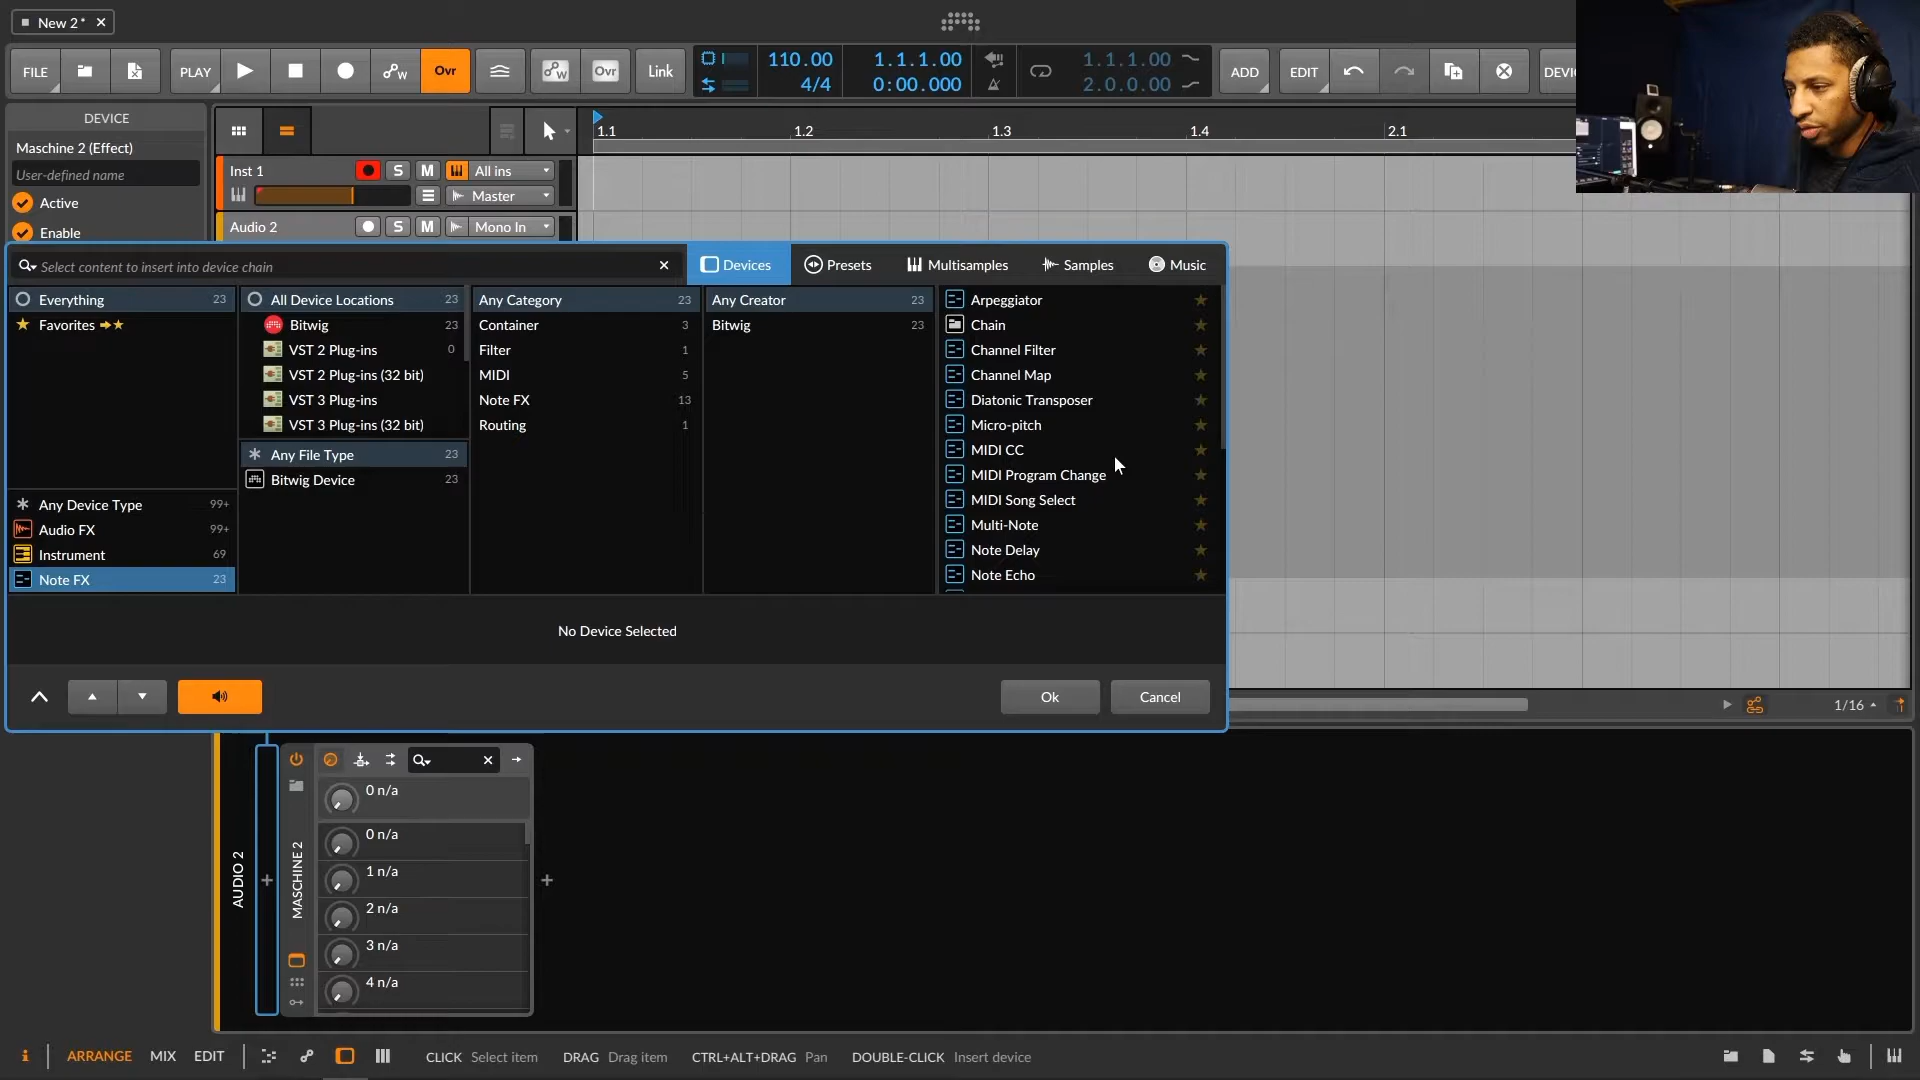 New 2*
FILE
PLAY
Ovr
Ovr
Link
110.00
4/4
1.1.1.00
0:00.000
1.1.1.00
2.0.0.00
ADD
EDIT
DEVIC
DEVICE
Maschine 2 (Effect)
User-defined name
Active
Enable
1.1
1.2
1.3
1.4
2.1
Inst 1
S
M
All ins
Master
Audio 2
S
M
Mono In
Select content to insert into device chain
Devices
Presets
Multisamples
Samples
Music
Everything 23
Favorites
Any Device Type 99+
Audio FX 99+
Instrument 69
Note FX 23
All Device Locations 23
Bitwig 23
VST 2 Plug-ins 0
VST 2 Plug-ins (32 bit)
VST 3 Plug-ins
VST 3 Plug-ins (32 bit)
Any File Type 23
Bitwig Device 23
Any Category 23
Container 3
Filter 1
MIDI 5
Note FX 13
Routing 1
Any Creator 23
Bitwig 23
Arpeggiator
Chain
Channel Filter
Channel Map
Diatonic Transposer
Micro-pitch
MIDI CC
MIDI Program Change
MIDI Song Select
Multi-Note
Note Delay
Note Echo
No Device Selected
Ok
Cancel
1/16
AUDIO 2
MASCHINE 2
0 n/a
0 n/a
1 n/a
2 n/a
3 n/a
4 n/a
i
ARRANGE
MIX
EDIT
CLICK Select item
DRAG Drag item
CTRL+ALT+DRAG Pan
DOUBLE-CLICK Insert device